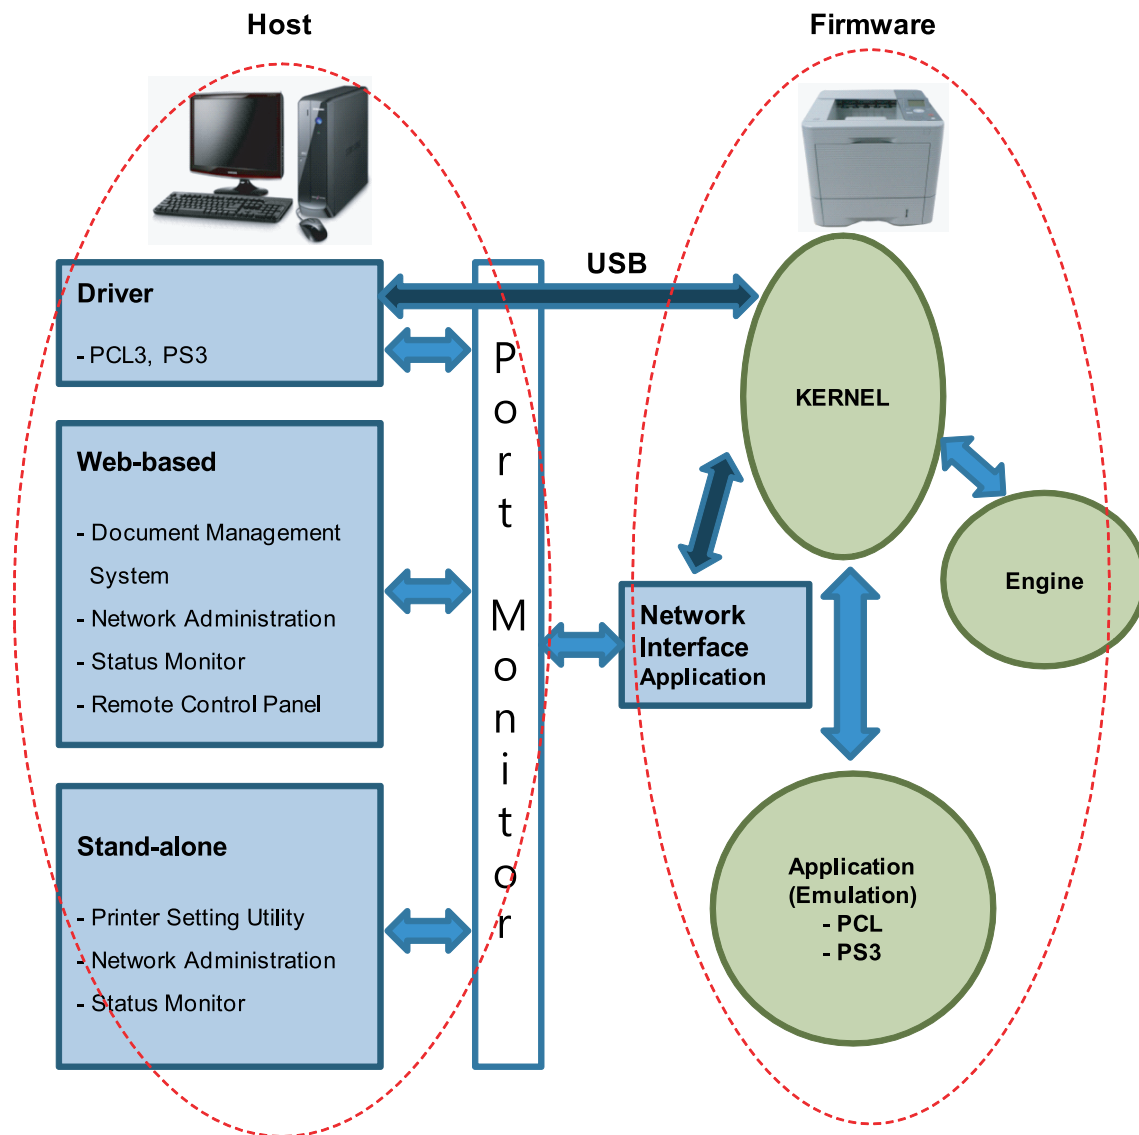 Host
Firmware
USB
Driver
- PCL3, PS3
Web-based
- Document Management
System
- Network Administration
- Status Monitor
- Remote Control Panel
Stand-alone
- Printer Setting Utility
- Network Administration
- Status Monitor
Port Monitor
KERNEL
Engine
Network
Interface
Application
Application
(Emulation)
- PCL
- PS3